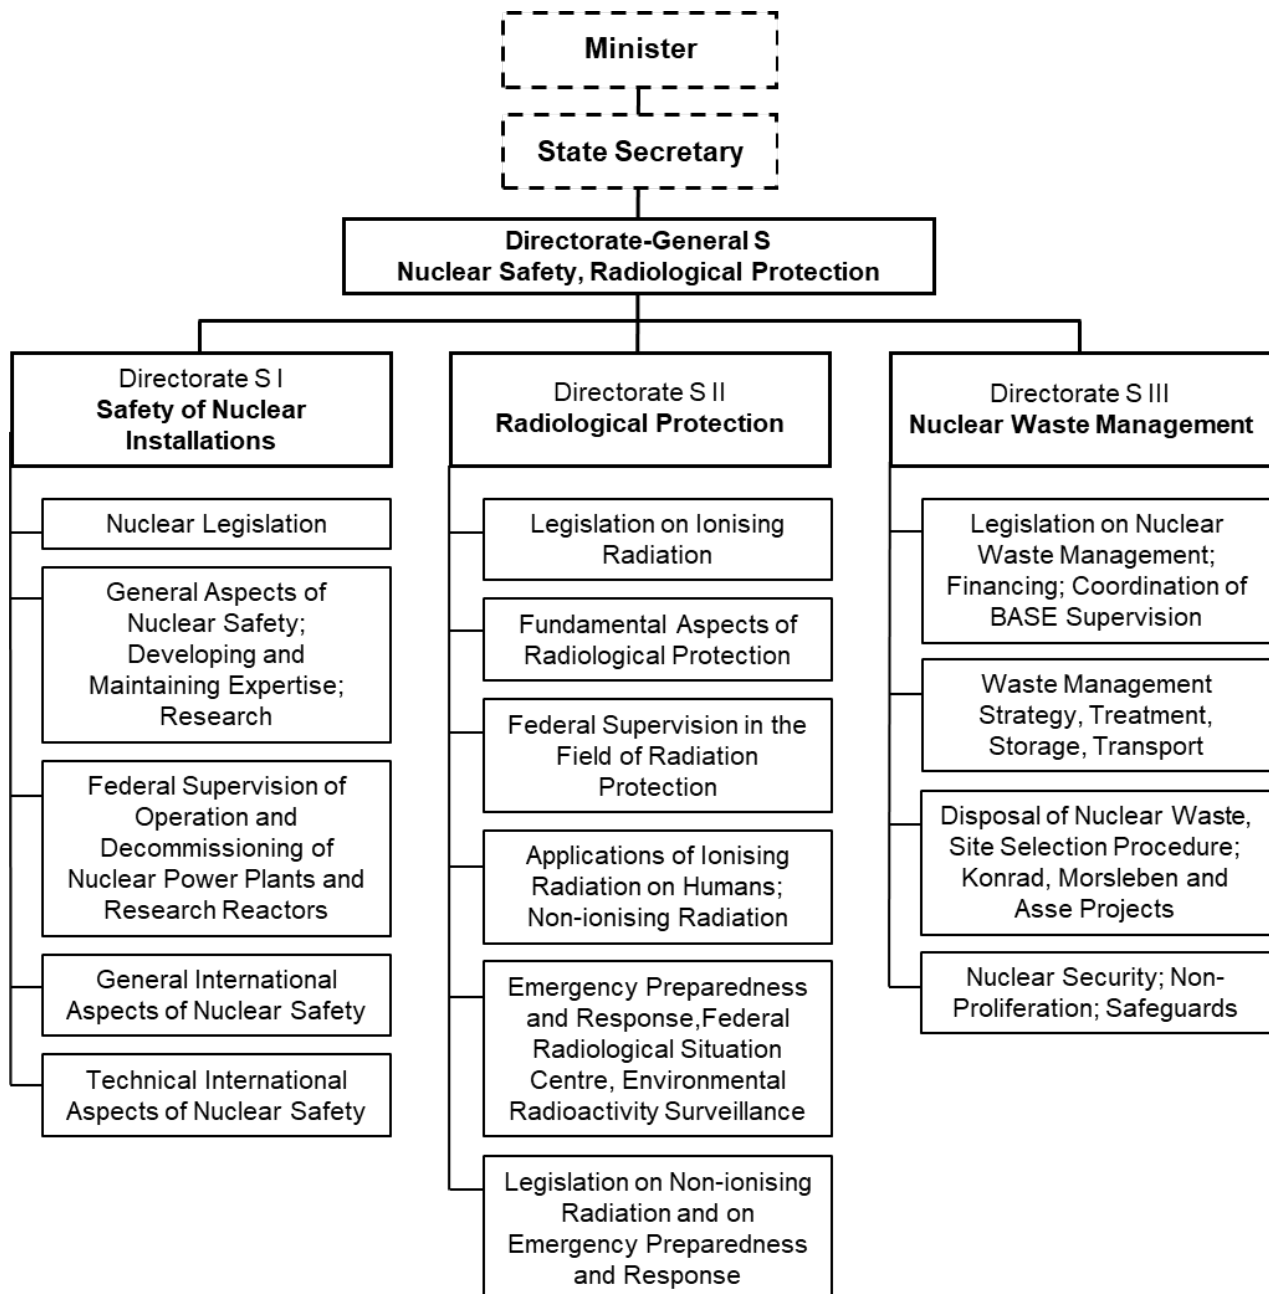 Minister
State Secretary
Directorate-General S
Nuclear Safety, Radiological Protection
Directorate S I
Safety of Nuclear
Installations
Nuclear Legislation
General Aspects of
Nuclear Safety;
Developing and
Maintaining Expertise;
Research
Federal Supervision of
Operation and
Decommissioning of
Nuclear Power Plants and
Research Reactors
General International
Aspects of Nuclear Safety
Technical International
Aspects of Nuclear Safety
Directorate S II
Radiological Protection
Legislation on Ionising
Radiation
Fundamental Aspects of
Radiological Protection
Federal Supervision in the
Field of Radiation
Protection
Applications of Ionising
Radiation on Humans;
Non-ionising Radiation
Emergency Preparedness
and Response,Federal
Radiological Situation
Centre, Environmental
Radioactivity Surveillance
Legislation on Non-ionising
Radiation and on
Emergency Preparedness
and Response
Directorate S III
Nuclear Waste Management
Legislation on Nuclear
Waste Management;
Financing; Coordination of
BASE Supervision
Waste Management
Strategy, Treatment,
Storage, Transport
Disposal of Nuclear Waste,
Site Selection Procedure;
Konrad, Morsleben and
Asse Projects
Nuclear Security; Non-
Proliferation; Safeguards